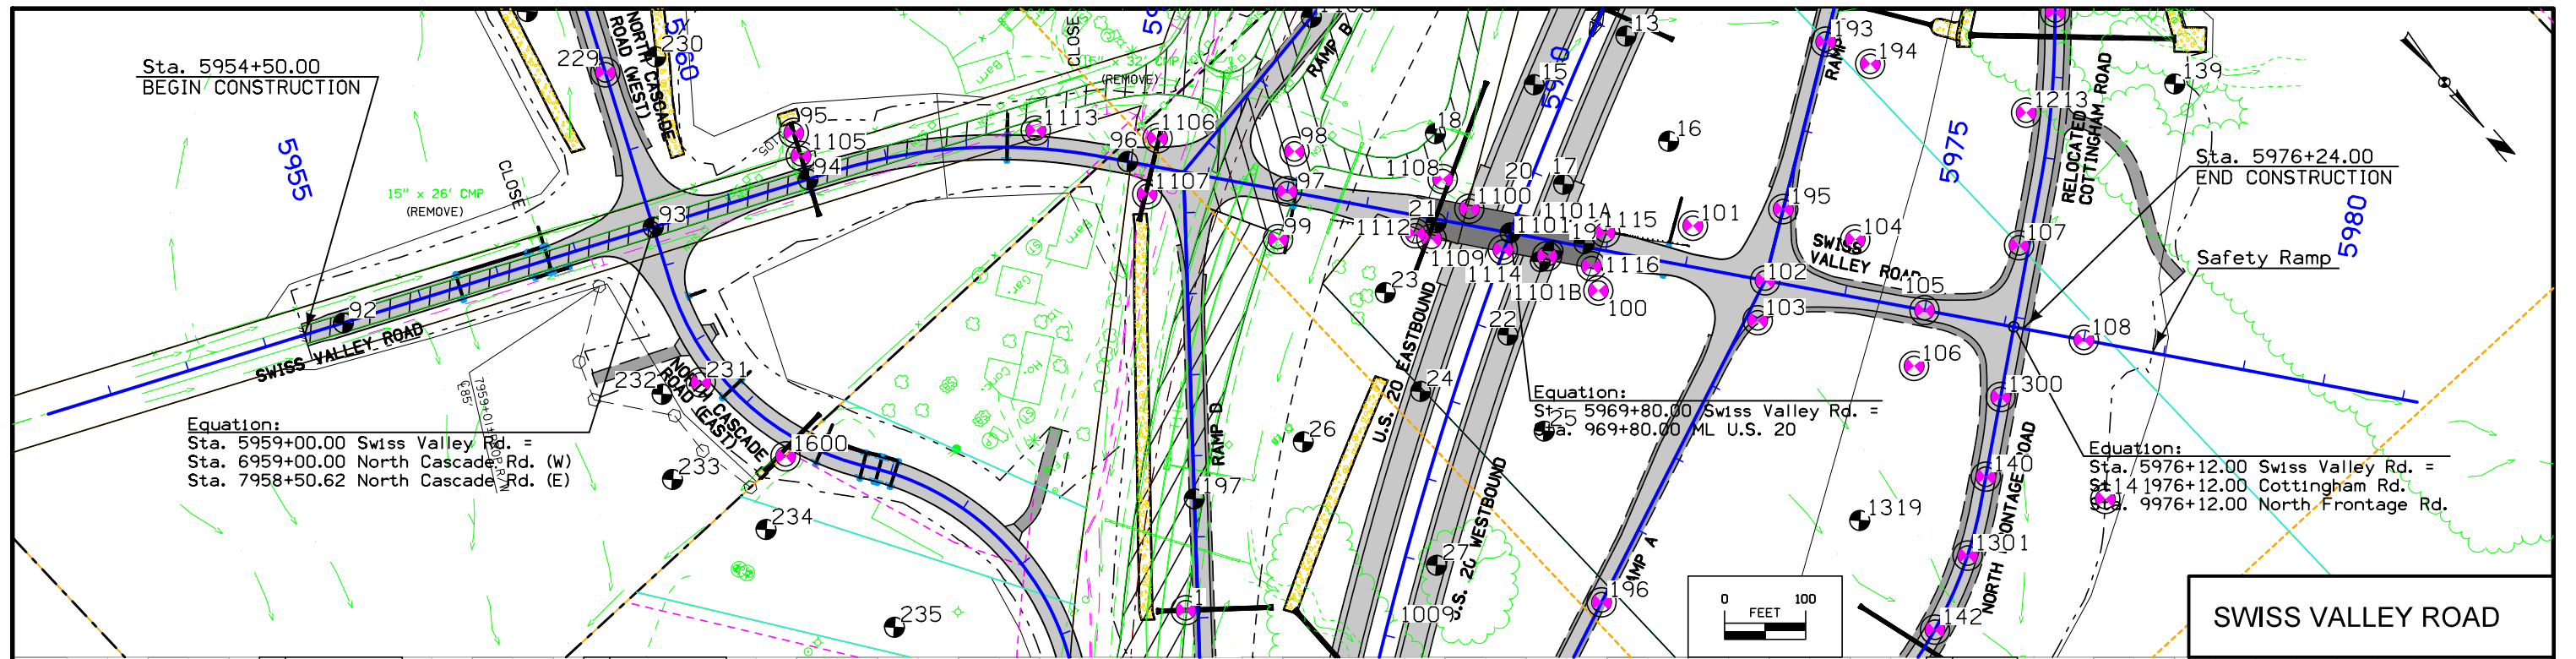 Sta. 5954+50.00
BEGIN CONSTRUCTION
5955
CLOSE
15" x 26' CMP
(REMOVE)
229
NORTH CASCADE
ROAD (WEST)
5960
230
95
1105
94
93
92
SWISS VALLEY ROAD
Equation:
Sta. 5959+00.00 Swiss Valley Rd. =
Sta. 6959+00.00 North Cascade Rd. (W)
Sta. 7958+50.62 North Cascade Rd. (E)
232
231
NORTH CASCADE
ROAD (EAST)
1600
233
234
235
1113
CLOSE
15" x 32' CMP
(REMOVE)
Barn
96
1106
1107
RAMP B
98
97
99
Barn
Gar.
RAMP D
197
1
13
15
18
16
17
20
1108
1100
21
1112
1109
1101A
1101
19
1115
1114
1116
1101B
100
101
23
22
24
25
26
27
U.S. 20 EASTBOUND
U.S. 20 WESTBOUND
1009
Equation:
Sta. 5969+80.00 Swiss Valley Rd. =
Sta. 969+80.00 ML U.S. 20
193
RAMP
194
195
104
102
103
SWISS
VALLEY ROAD
105
106
107
108
5975
RELOCATED
COTTINGHAM ROAD
1213
139
Sta. 5976+24.00
END CONSTRUCTION
5980
Safety Ramp
1300
140
141
1301
142
1319
196
RAMP A
NORTH FRONTAGE ROAD
Equation:
Sta. 5976+12.00 Swiss Valley Rd. =
Sta. 1976+12.00 Cottingham Rd.
Sta. 9976+12.00 North Frontage Rd.
0 100
FEET
SWISS VALLEY ROAD